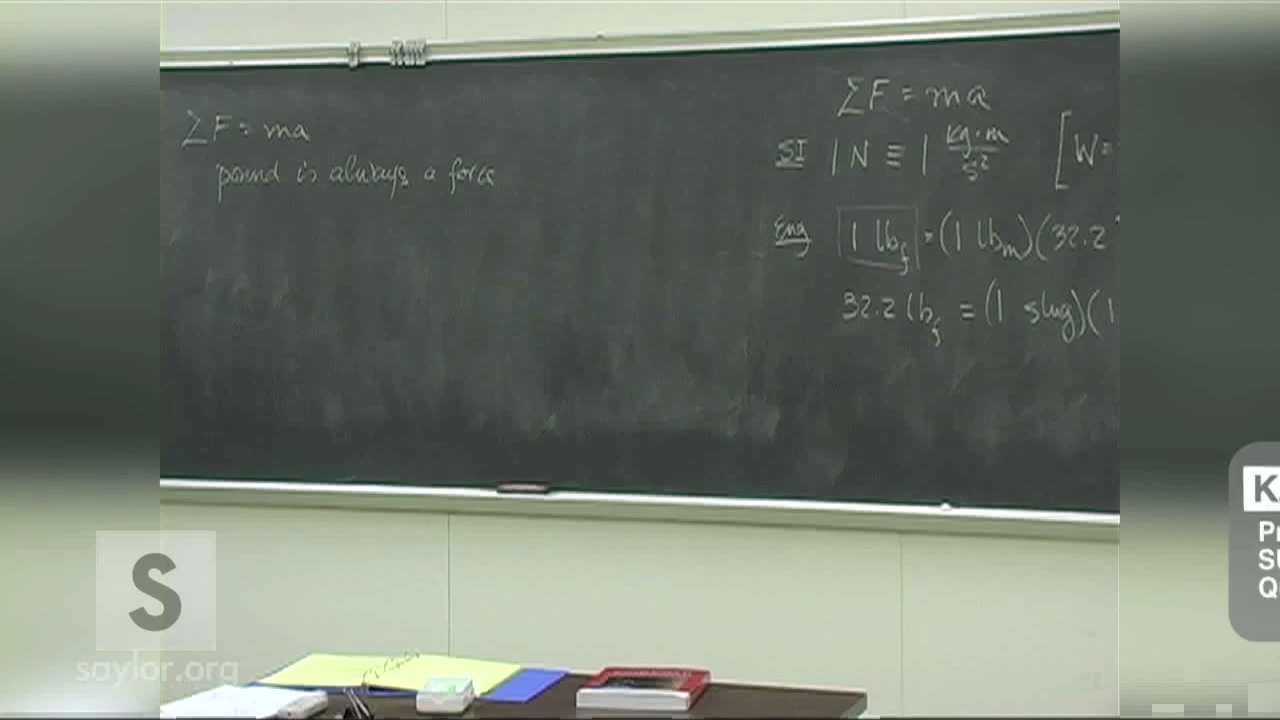 ΣF = ma
pound is always a force
ΣF = ma
SI 1 N ≡ 1 kg·m/s² [W =
Eng 1 lbf = (1 lbm)(32.2
32.2 lbf = (1 slug)(1
S
saylor.org
K
P
S
Q